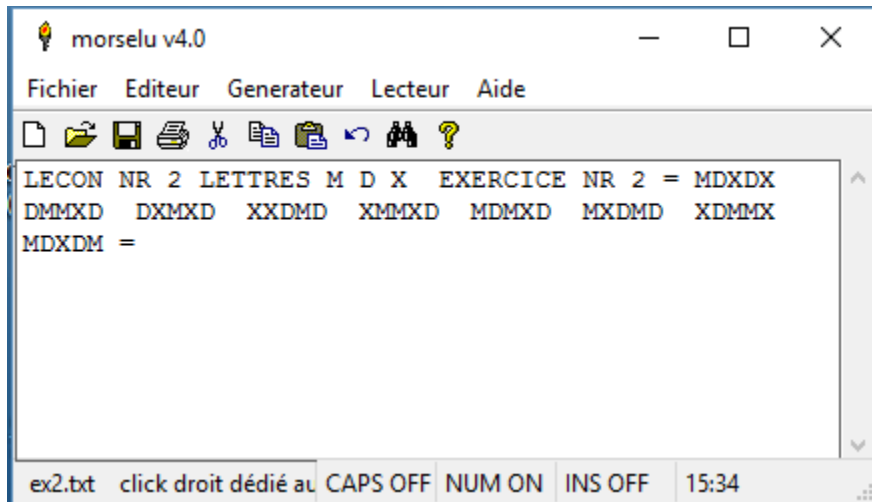 morselu v4.0
Fichier Editeur Generateur Lecteur Aide
LECON NR 2 LETTRES M D X EXERCICE NR 2 = MDXDX
DMMXD DXMXD XXDMD XMMXD MDMXD MXDMD XDMMX
MDXDM =
ex2.txt click droit dédié au CAPS OFF NUM ON INS OFF 15:34